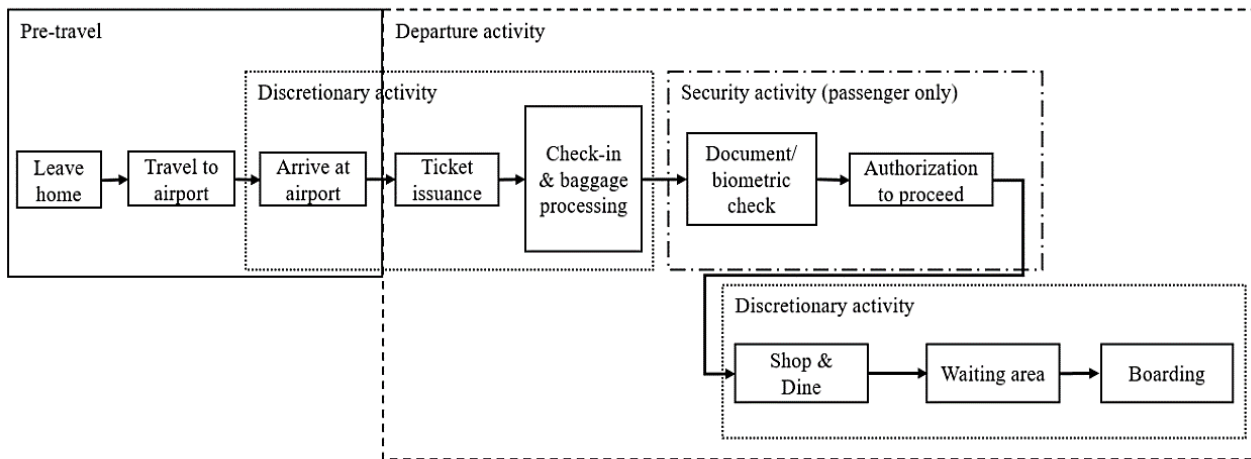 Pre-travel
Departure activity
Discretionary activity
Security activity (passenger only)
Leave
home
Travel to
airport
Arrive at
airport
Ticket
issuance
Check-in
& baggage
processing
Document/
biometric
check
Authorization
to proceed
Discretionary activity
Shop &
Dine
Waiting area
Boarding